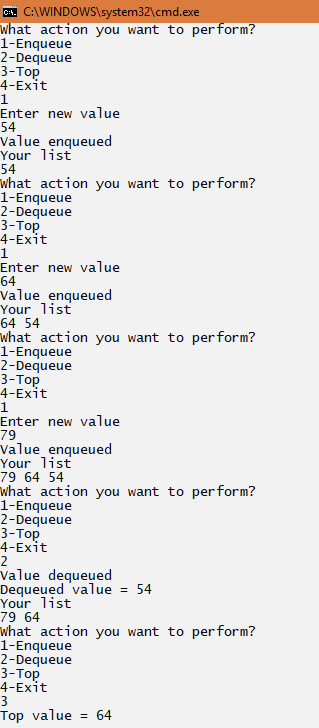 C:\WINDOWS\system32\cmd.exe
What action you want to perform?
1-Enqueue
2-Dequeue
3-Top
4-Exit
1
Enter new value
54
Value enqueued
Your list
54
What action you want to perform?
1-Enqueue
2-Dequeue
3-Top
4-Exit
1
Enter new value
64
Value enqueued
Your list
64 54
What action you want to perform?
1-Enqueue
2-Dequeue
3-Top
4-Exit
1
Enter new value
79
Value enqueued
Your list
79 64 54
What action you want to perform?
1-Enqueue
2-Dequeue
3-Top
4-Exit
2
Value dequeued
Dequeued value = 54
Your list
79 64
What action you want to perform?
1-Enqueue
2-Dequeue
3-Top
4-Exit
3
Top value = 64